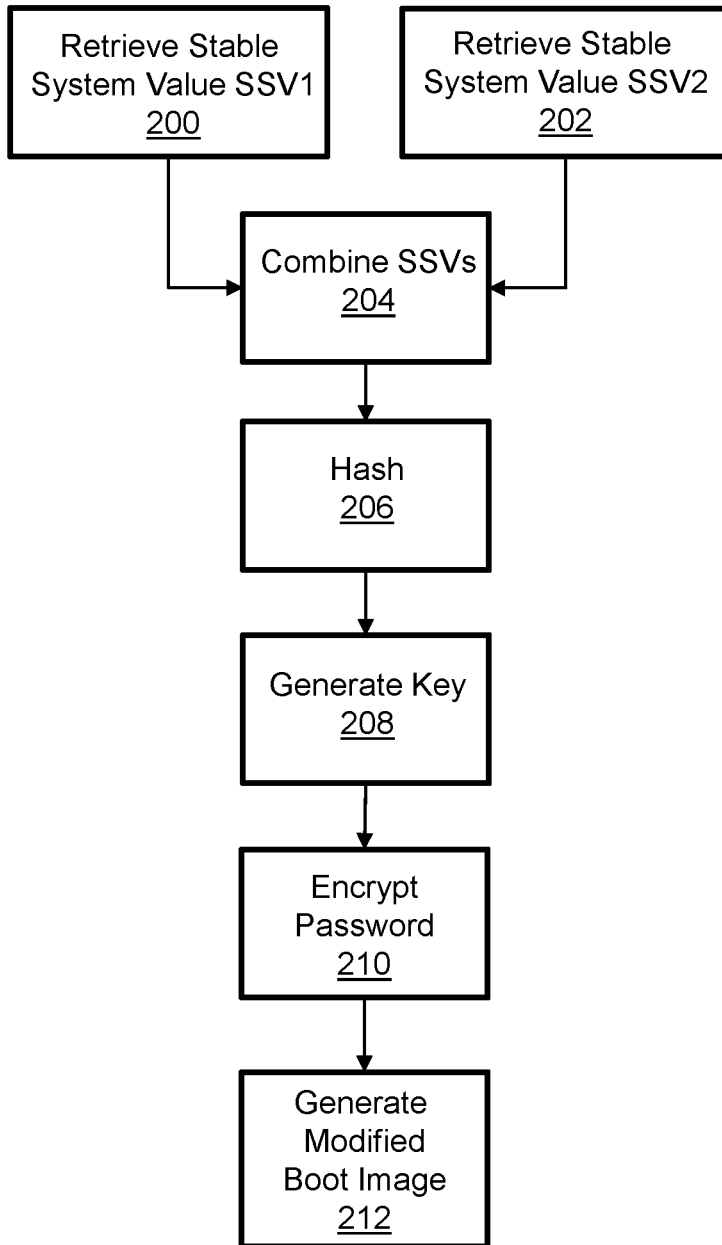 Retrieve Stable
System Value SSV1
200
Retrieve Stable
System Value SSV2
202
Combine SSVs
204
Hash
206
Generate Key
208
Encrypt
Password
210
Generate
Modified
Boot Image
212